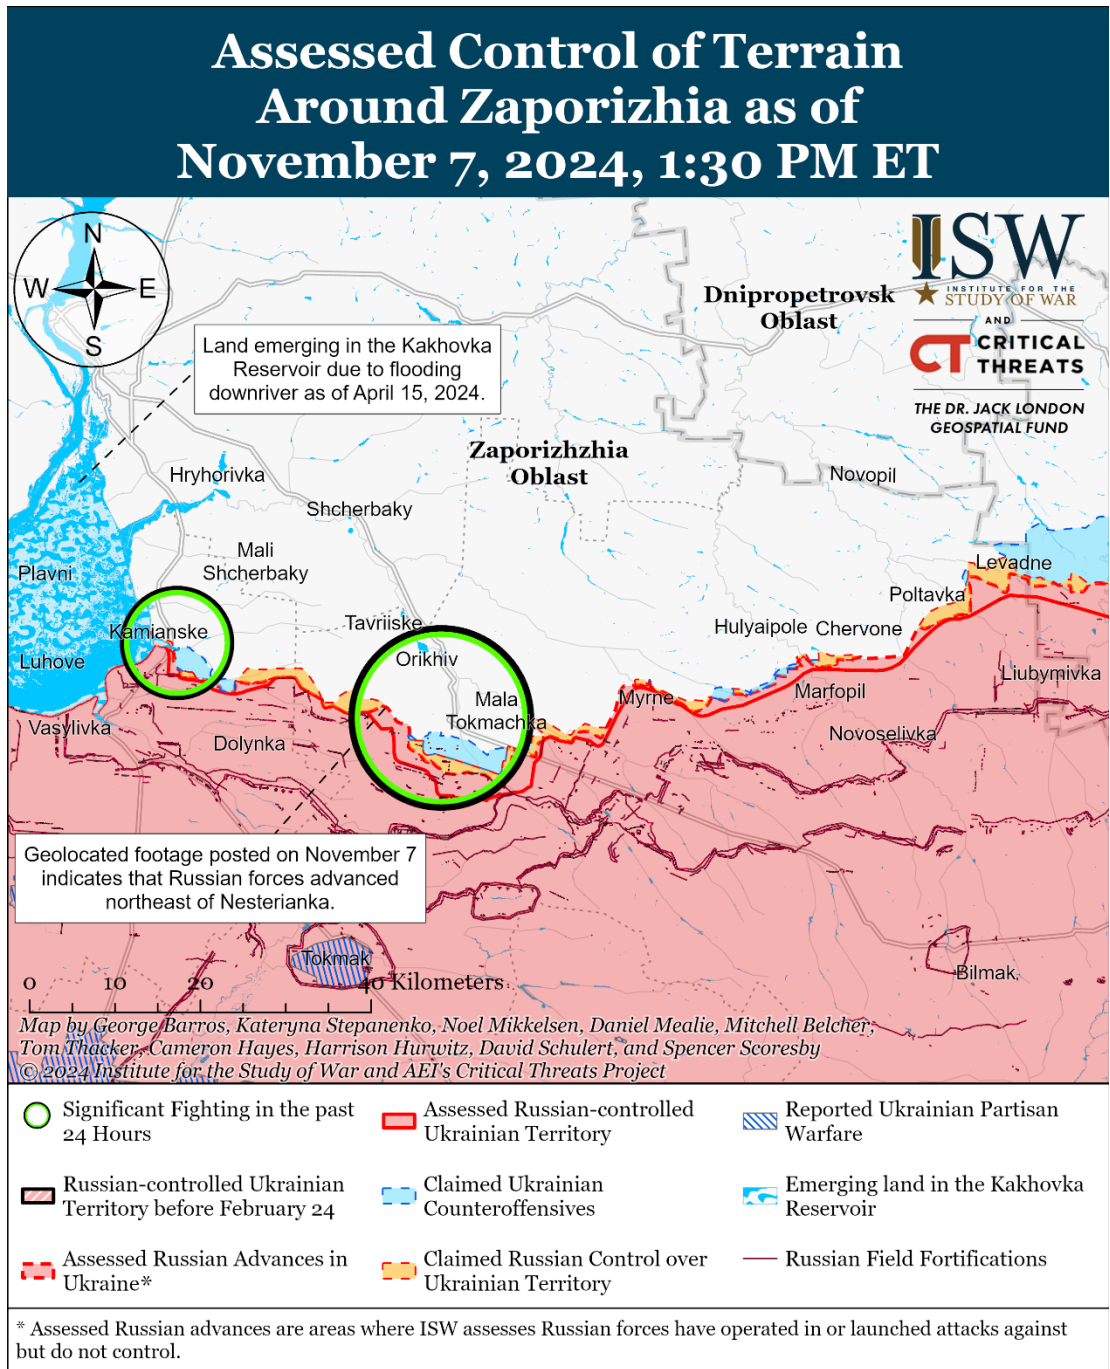 Assessed Control of Terrain
Around Zaporizhia as of
November 7, 2024, 1:30 PM ET
N
W
E
S
ISW
INSTITUTE FOR THE
STUDY OF WAR
AND
CT CRITICAL
THREATS
THE DR. JACK LONDON
GEOSPATIAL FUND
Dnipropetrovsk
Oblast
Land emerging in the Kakhovka
Reservoir due to flooding
downriver as of April 15, 2024.
Zaporizhzhia
Oblast
Hryhorivka
Novopil
Shcherbaky
Mali
Shcherbaky
Plavni
Levadne
Poltavka
Kamianske
Tavriiske
Hulyaipole
Chervone
Luhove
Orikhiv
Liubymivka
Mala
Tokmachka
Myrne
Marfopil
Vasylivka
Dolynka
Novoselivka
Geolocated footage posted on November 7
indicates that Russian forces advanced
northeast of Nesterianka.
Tokmak
Bilmak
0 10 20 40 Kilometers
Map by George Barros, Kateryna Stepanenko, Noel Mikkelsen, Daniel Mealie, Mitchell Belcher,
Tom Thacker, Cameron Hayes, Harrison Hurwitz, David Schulert, and Spencer Scoresby
© 2024 Institute for the Study of War and AEI's Critical Threats Project
Significant Fighting in the past
24 Hours
Assessed Russian-controlled
Ukrainian Territory
Reported Ukrainian Partisan
Warfare
Russian-controlled Ukrainian
Territory before February 24
Claimed Ukrainian
Counteroffensives
Emerging land in the Kakhovka
Reservoir
Assessed Russian Advances in
Ukraine*
Claimed Russian Control over
Ukrainian Territory
Russian Field Fortifications
* Assessed Russian advances are areas where ISW assesses Russian forces have operated in or launched attacks against
but do not control.